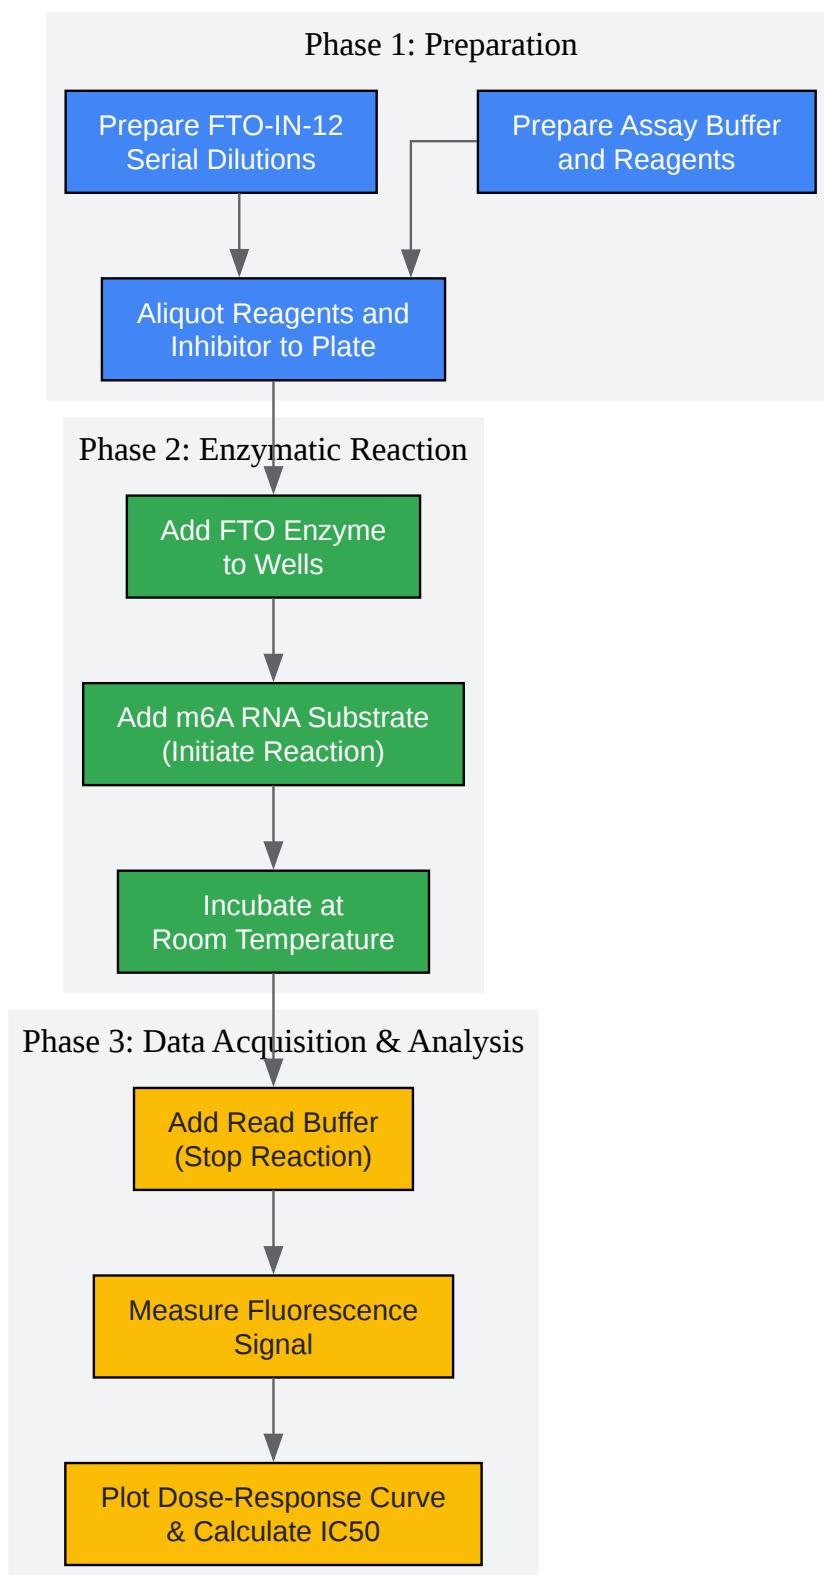 Phase 1: Preparation
Prepare FTO-IN-12
Serial Dilutions
Prepare Assay Buffer
and Reagents
Aliquot Reagents and
Inhibitor to Plate
Phase 2: Enzymatic Reaction
Add FTO Enzyme
to Wells
Add m6A RNA Substrate
(Initiate Reaction)
Incubate at
Room Temperature
Phase 3: Data Acquisition & Analysis
Add Read Buffer
(Stop Reaction)
Measure Fluorescence
Signal
Plot Dose-Response Curve
& Calculate IC50